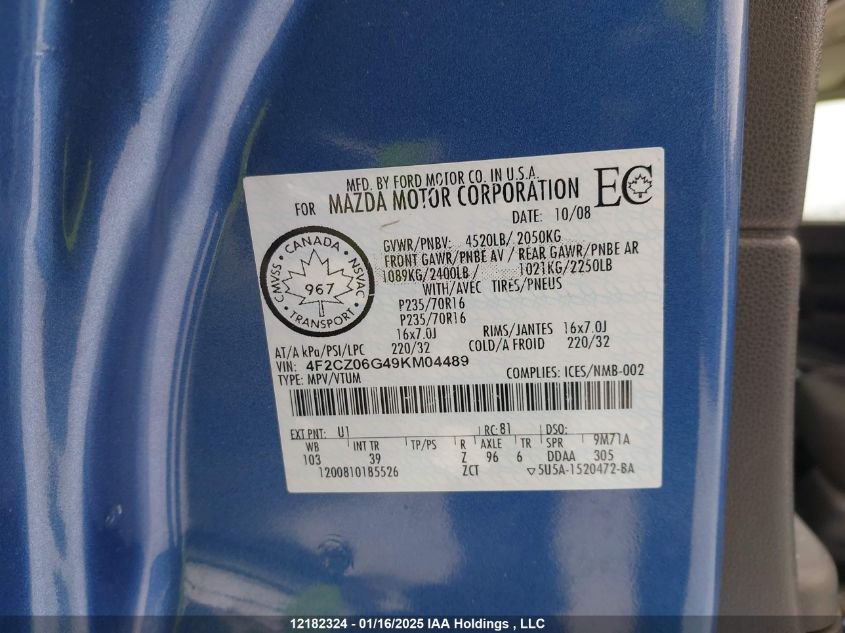 MFD. BY FORD MOTOR CO. IN U.S.A.
FOR MAZDA MOTOR CORPORATION EC
DATE: 10/08
GVWR/PNBV: 4520LB/ 2050KG
FRONT GAWR/PNBE AV / REAR GAWR/PNBE AR
1089KG/2400LB / 1021KG/2250LB
WITH/AVEC TIRES/PNEUS
P235/70R16
P235/70R16
16x7.0J RIMS/JANTES 16x7.0J
AT/A kPa/PSI/LPC 220/32 COLD/A FROID 220/32
VIN: 4F2CZ06G49KM04489
TYPE: MPV/VTUM COMPLIES: ICES/NMB-002
CANADA
CMVSS NSVAC
967
TRANSPORT
EXT PNT: U1 RC: 81 DSO:
WB INT TR TP/PS R AXLE TR SPR 9M71A
103 39 Z 96 6 DDAA 305
1200810185526 ZCT ▽5U5A-1520472-BA
12182324 - 01/16/2025 IAA Holdings , LLC